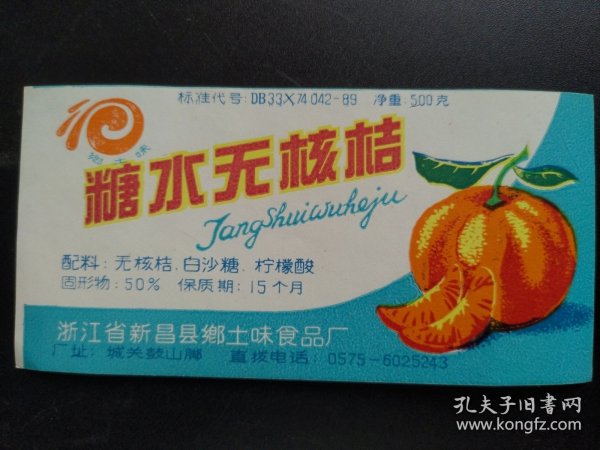 标准代号:DB33X74042-89 净重:500克
乡土味
糖水无核桔
Tangshuiwuheju
配料:无核桔、白沙糖、柠檬酸
固形物:50% 保质期:15个月
浙江省新昌县鄉土味食品厂
厂址:城关鼓山脚 直拨电话:0575-6025243
孔夫子旧书网
www.kongfz.com